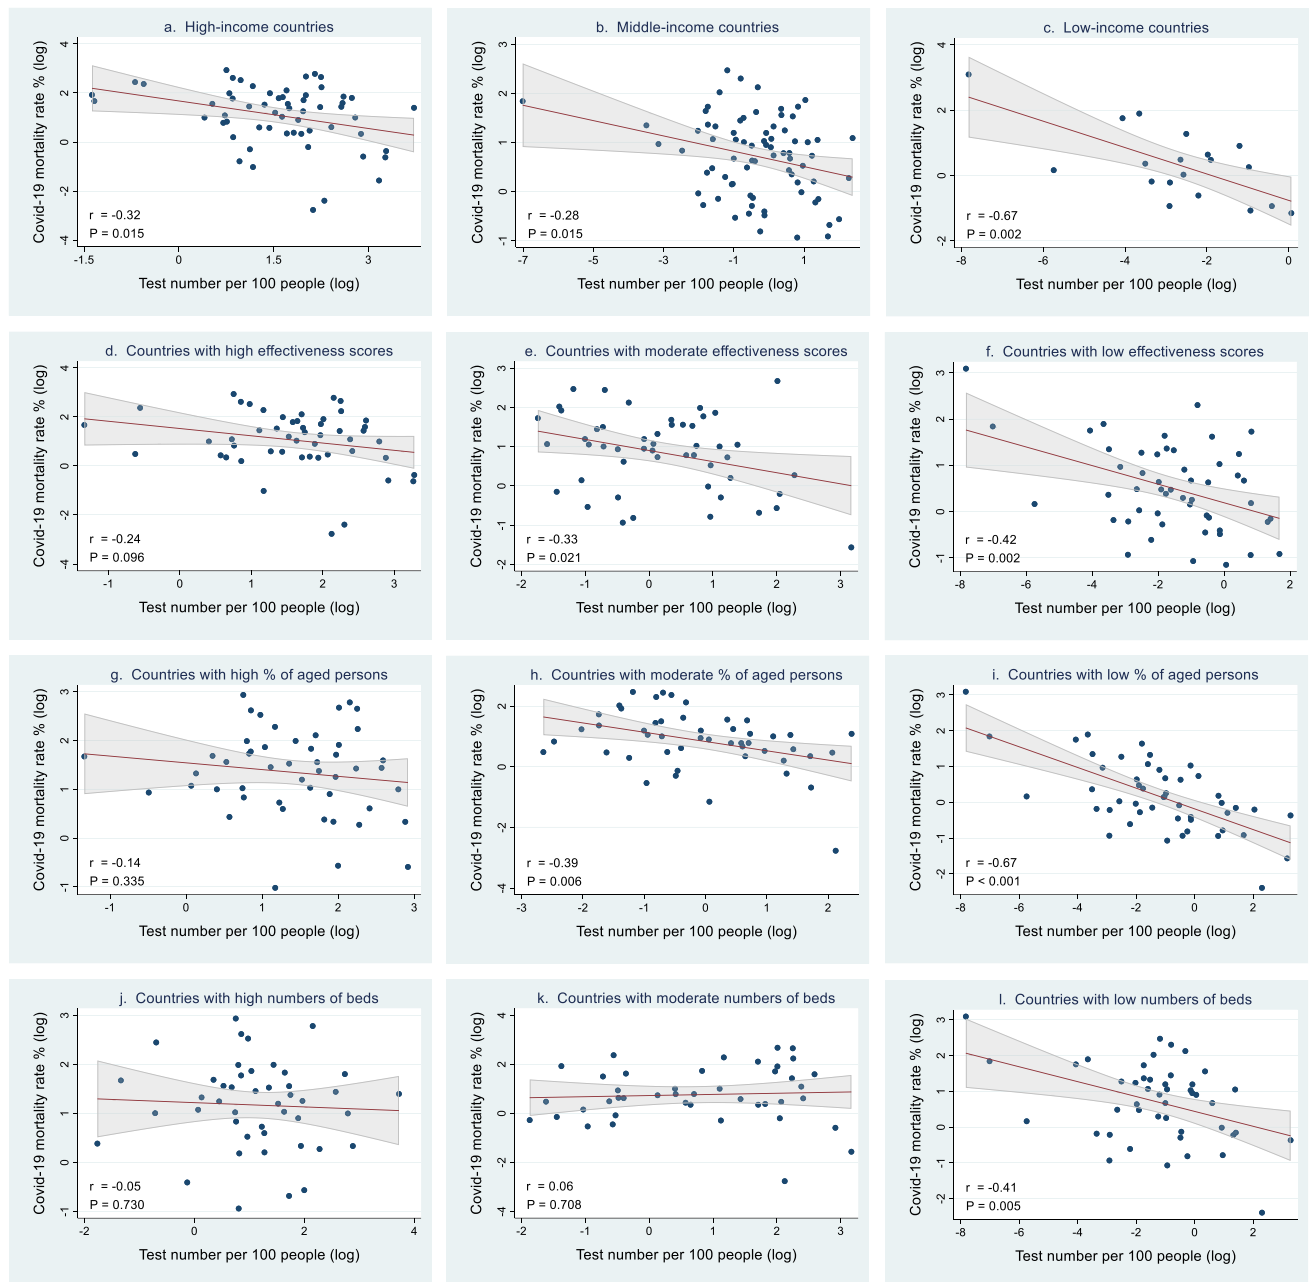 a. High-income countries
Covid-19 mortality rate % (log)
4
2
0
-2
-4
r = -0.32
P = 0.015
-1.5 0 1.5 3
Test number per 100 people (log)
b. Middle-income countries
Covid-19 mortality rate % (log)
3
2
1
0
-1
r = -0.28
P = 0.015
-7 -5 -3 -1 1
Test number per 100 people (log)
c. Low-income countries
Covid-19 mortality rate % (log)
4
2
0
-2
r = -0.67
P = 0.002
-8 -6 -4 -2 0
Test number per 100 people (log)
d. Countries with high effectiveness scores
Covid-19 mortality rate % (log)
4
2
0
-2
-4
r = -0.24
P = 0.096
-1 0 1 2 3
Test number per 100 people (log)
e. Countries with moderate effectiveness scores
Covid-19 mortality rate % (log)
3
2
1
0
-1
-2
r = -0.33
P = 0.021
-2 -1 0 1 2 3
Test number per 100 people (log)
f. Countries with low effectiveness scores
Covid-19 mortality rate % (log)
3
2
1
0
-1
r = -0.42
P = 0.002
-8 -6 -4 -2 0 2
Test number per 100 people (log)
g. Countries with high % of aged persons
Covid-19 mortality rate % (log)
3
2
1
0
-1
r = -0.14
P = 0.335
-1 0 1 2 3
Test number per 100 people (log)
h. Countries with moderate % of aged persons
Covid-19 mortality rate % (log)
2
0
-2
-4
r = -0.39
P = 0.006
-3 -2 -1 0 1 2
Test number per 100 people (log)
i. Countries with low % of aged persons
Covid-19 mortality rate % (log)
3
2
1
0
-1
-2
r = -0.67
P < 0.001
-8 -6 -4 -2 0 2
Test number per 100 people (log)
j. Countries with high numbers of beds
Covid-19 mortality rate % (log)
3
2
1
0
-1
r = -0.05
P = 0.730
-2 0 2 4
Test number per 100 people (log)
k. Countries with moderate numbers of beds
Covid-19 mortality rate % (log)
4
2
0
-2
-4
r = 0.06
P = 0.708
-2 -1 0 1 2 3
Test number per 100 people (log)
l. Countries with low numbers of beds
Covid-19 mortality rate % (log)
3
2
1
0
-1
-2
r = -0.41
P = 0.005
-8 -6 -4 -2 0 2
Test number per 100 people (log)